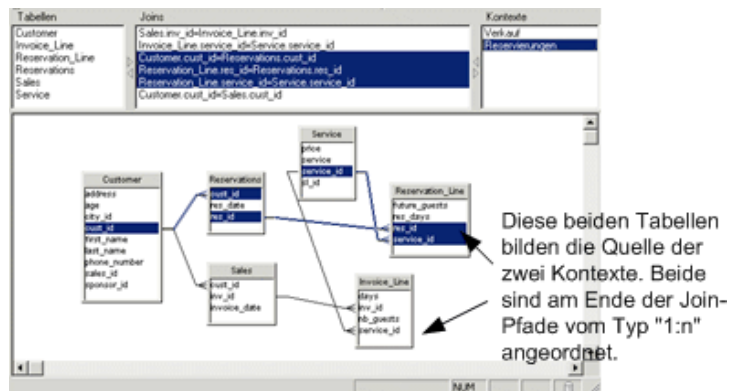 Tabellen
Joins
Kontexte
Customer
Invoice_Line
Reservation_Line
Reservations
Sales
Service
Sales.inv_id=Invoice_Line.inv_id
Invoice_Line.service_id=Service.service_id
Customer.cust_id=Reservations.cust_id
Reservation_Line.res_id=Reservations.res_id
Reservation_Line.service_id=Service.service_id
Customer.cust_id=Sales.cust_id
Verkauf
Reservierungen
Service
price
service
service_id
sl_id
Customer
address
age
city_id
cust_id
first_name
last_name
phone_number
sales_id
sponsor_id
Reservations
cust_id
res_date
res_id
Reservation_Line
future_guests
res_days
res_id
service_id
Sales
cust_id
inv_id
invoice_date
Invoice_Line
days
inv_id
nb_guests
service_id
Diese beiden Tabellen
bilden die Quelle der
zwei Kontexte. Beide
sind am Ende der Join-
Pfade vom Typ "1:n"
angeordnet.
NUM